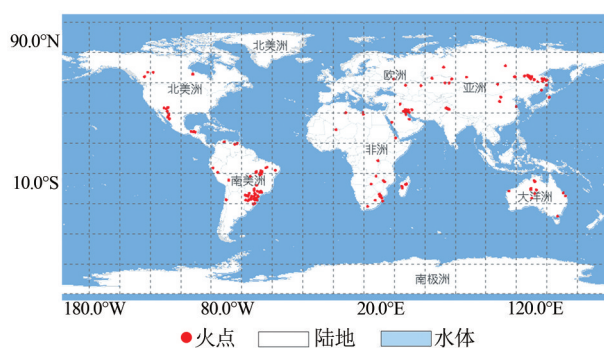 90.0°N
10.0°S
北美洲
北美洲
欧洲
亚洲
非洲
南美洲
大洋洲
南极洲
180.0°W 80.0°W 20.0°E 120.0°E
火点 陆地 水体